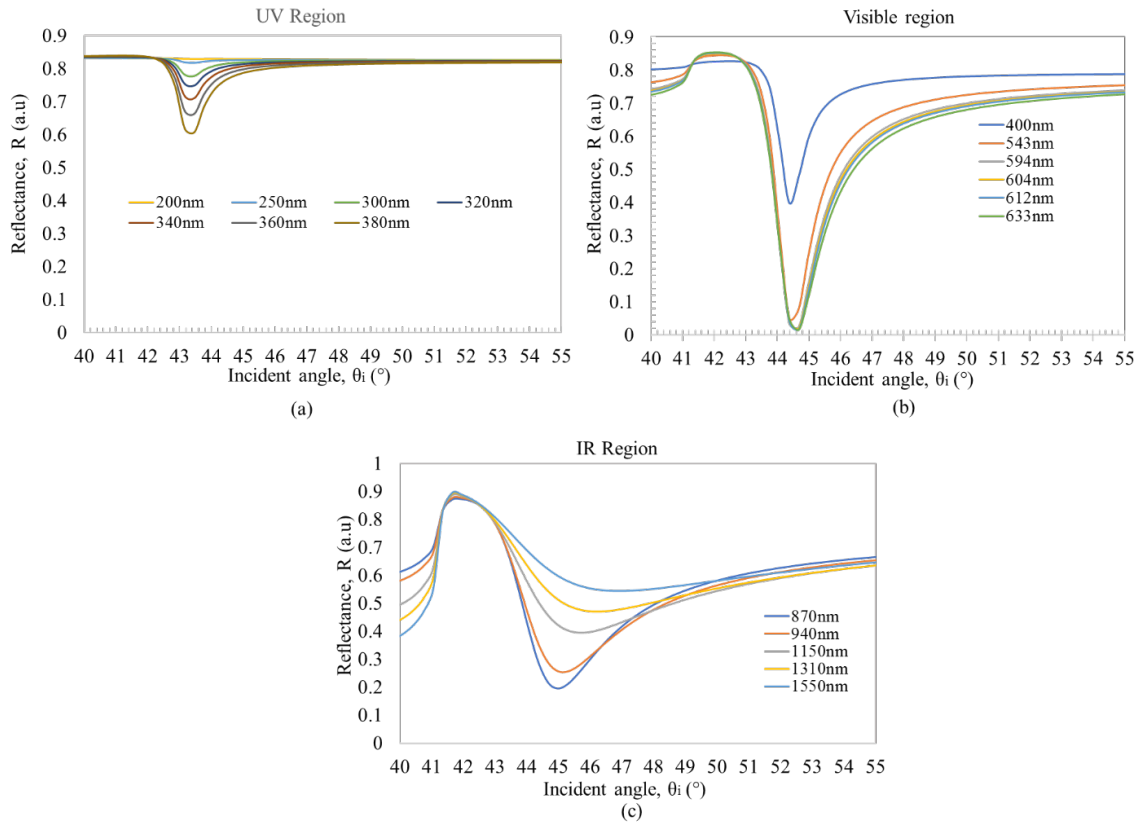 (a)
UV Region
Reflectance, R (a.u)
0.9
0.8
0.7
0.6
0.5
0.4
0.3
0.2
0.1
0
200nm 250nm 300nm 320nm
340nm 360nm 380nm
40 41 42 43 44 45 46 47 48 49 50 51 52 53 54 55
Incident angle, θi (°)
(a)
(b)
Visible region
Reflectance, R (a.u)
0.9
0.8
0.7
0.6
0.5
0.4
0.3
0.2
0.1
0
400nm
543nm
594nm
604nm
612nm
633nm
40 41 42 43 44 45 46 47 48 49 50 51 52 53 54 55
Incident angle, θi (°)
(b)
IR Region
Reflectance, R (a.u)
1
0.9
0.8
0.7
0.6
0.5
0.4
0.3
0.2
0.1
0
870nm
940nm
1150nm
1310nm
1550nm
40 41 42 43 44 45 46 47 48 49 50 51 52 53 54 55
Incident angle, θi (°)
(c)